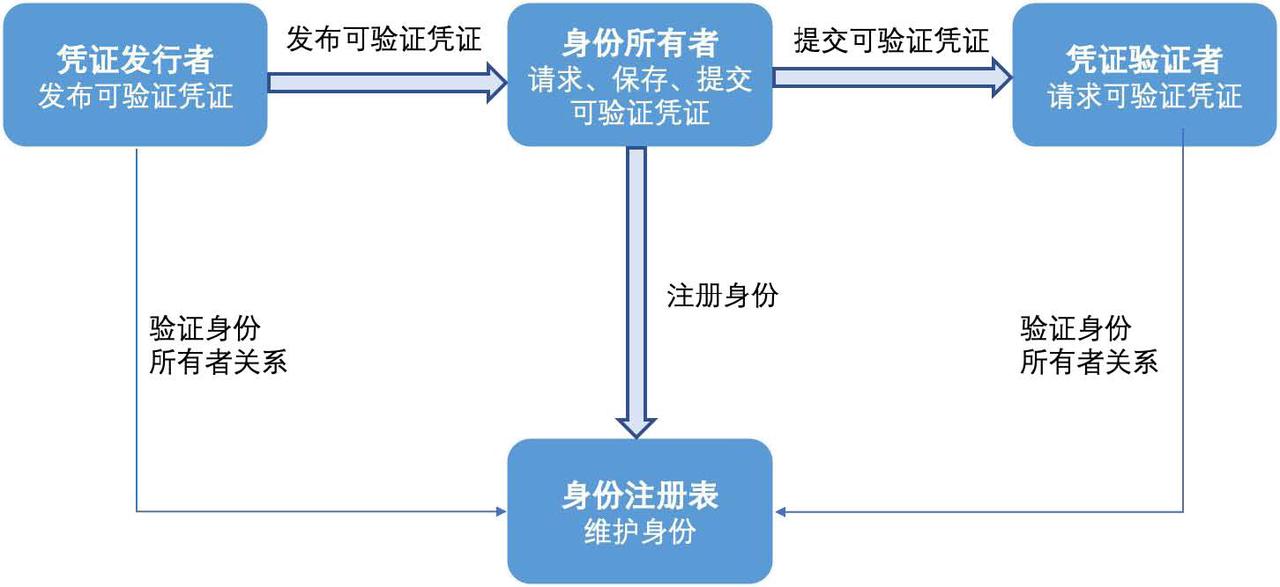 凭证发行者
发布可验证凭证
发布可验证凭证
身份所有者
请求、保存、提交
可验证凭证
提交可验证凭证
凭证验证者
请求可验证凭证
验证身份
所有者关系
注册身份
验证身份
所有者关系
身份注册表
维护身份